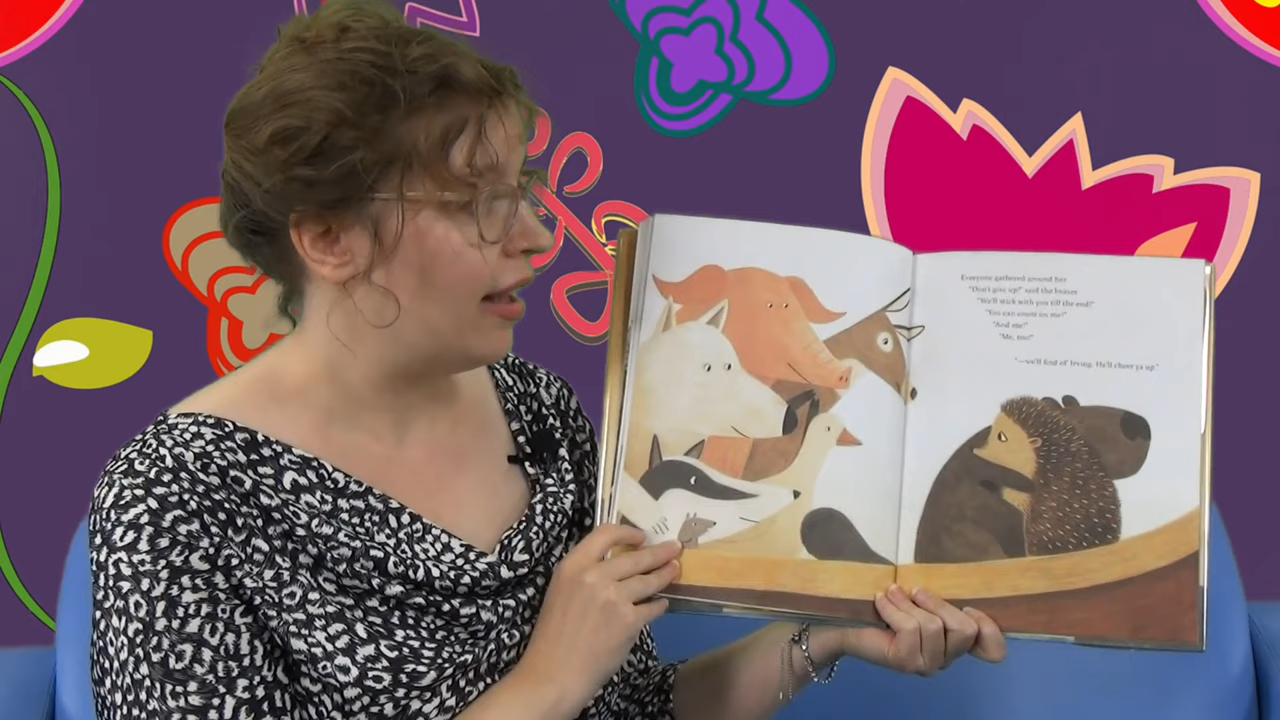 Everyone gathered around her.
"Don't give up!" said the beaver.
"We'll stick with you till the end!"
"You can count on me!"
"And me!"
"Me, too!"
"—we'll find ol' Irving. He'll cheer ya up."